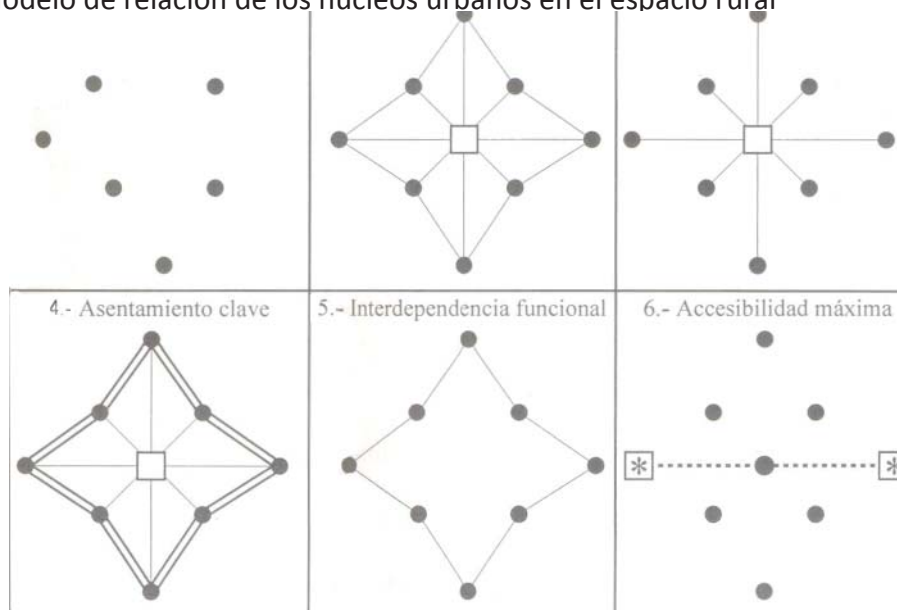 odelo de relación de los núcleos urbanos en el espacio rural
4.- Asentamiento clave
5.- Interdependencia funcional
6.- Accesibilidad máxima
*
*